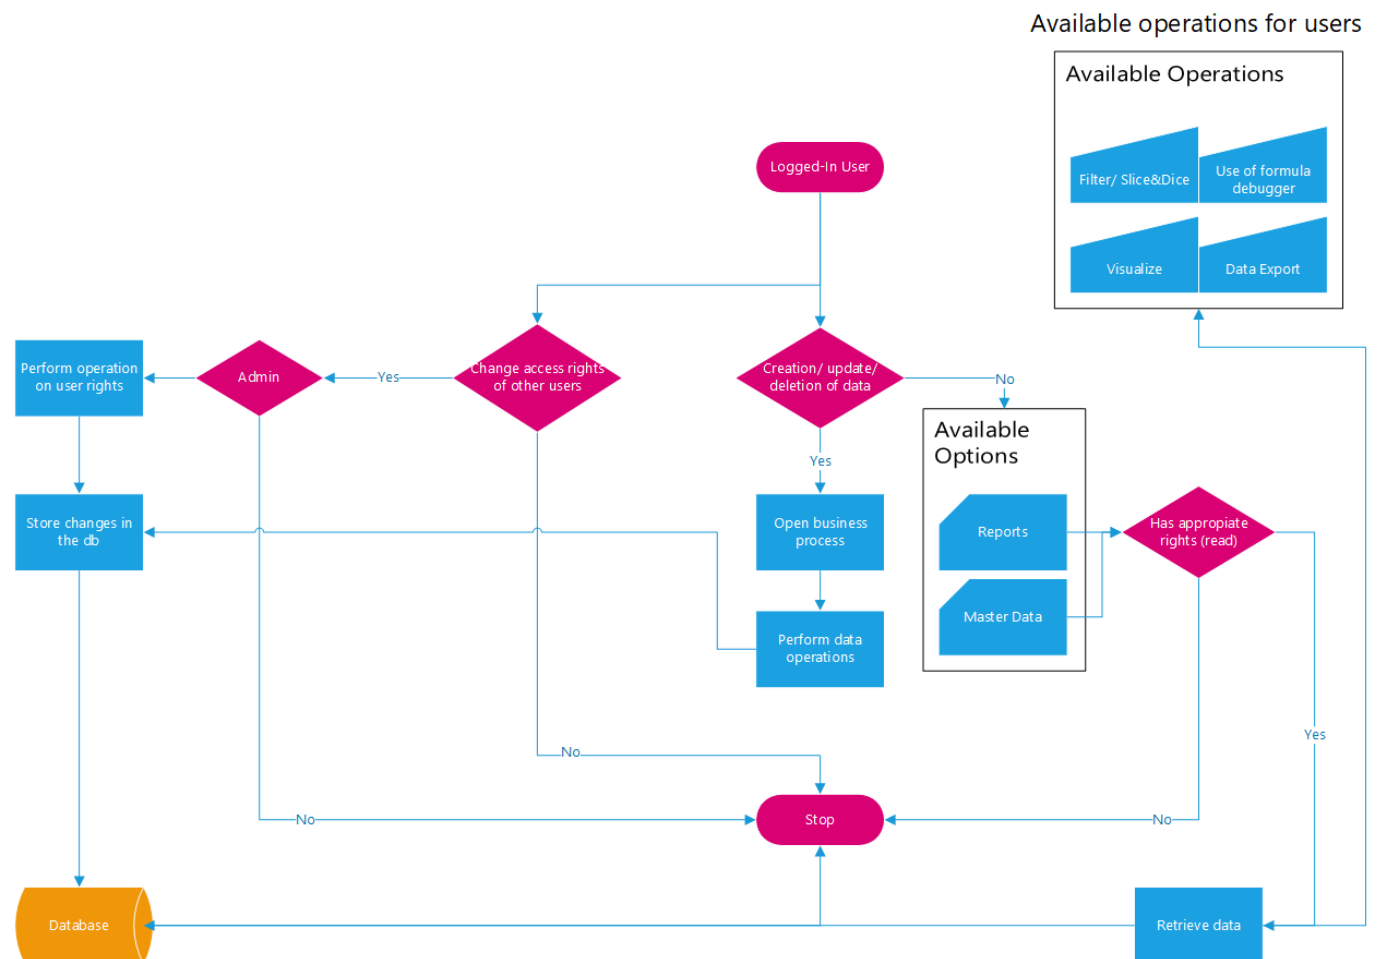 Available operations for users
Available Operations
Filter/ Slice&Dice
Use of formula
debugger
Visualize
Data Export
Logged-In User
Perform operation
on user rights
Admin
Yes
Change access rights
of other users
Creation/ update/
deletion of data
No
Available
Options
Yes
Store changes in
the db
Open business
process
Reports
Has appropiate
rights (read)
Master Data
Perform data
operations
Yes
No
No
Stop
No
Database
Retrieve data